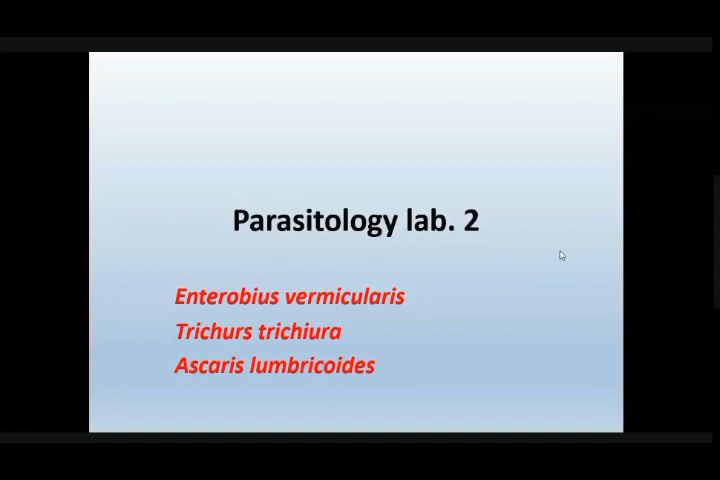 Parasitology lab. 2
Enterobius vermicularis
Trichurs trichiura
Ascaris lumbricoides